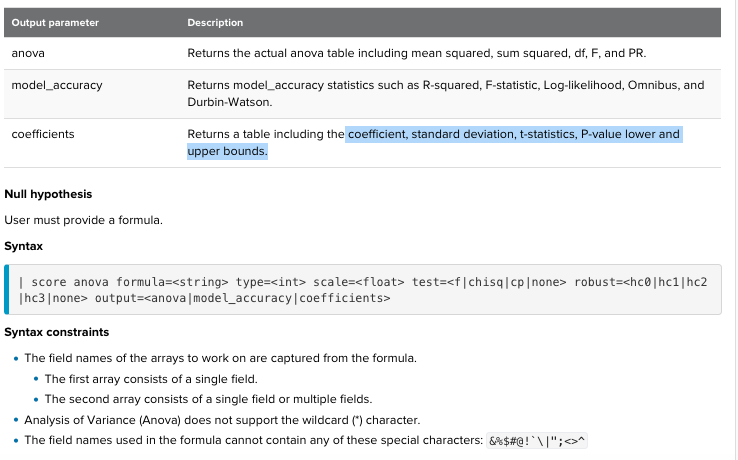 Output parameter Description
anova Returns the actual anova table including mean squared, sum squared, df, F, and PR.
model_accuracy Returns model_accuracy statistics such as R-squared, F-statistic, Log-likelihood, Omnibus, and
Durbin-Watson.
coefficients Returns a table including the coefficient, standard deviation, t-statistics, P-value lower and
upper bounds.
Null hypothesis
User must provide a formula.
Syntax
| score anova formula=<string> type=<int> scale=<float> test=<f|chisq|cp|none> robust=<hc0|hc1|hc2
|hc3|none> output=<anova|model_accuracy|coefficients>
Syntax constraints
• The field names of the arrays to work on are captured from the formula.
• The first array consists of a single field.
• The second array consists of a single field or multiple fields.
• Analysis of Variance (Anova) does not support the wildcard (*) character.
• The field names used in the formula cannot contain any of these special characters: &%$#@!`\|";<>^